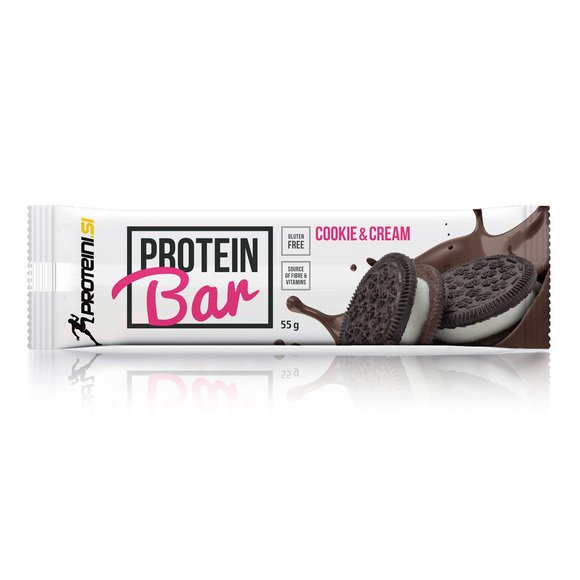 PROTEINI.SI
PROTEIN
Bar
GLUTEN
FREE
SOURCE
OF FIBRE &
VITAMINS
COOKIE & CREAM
55 g